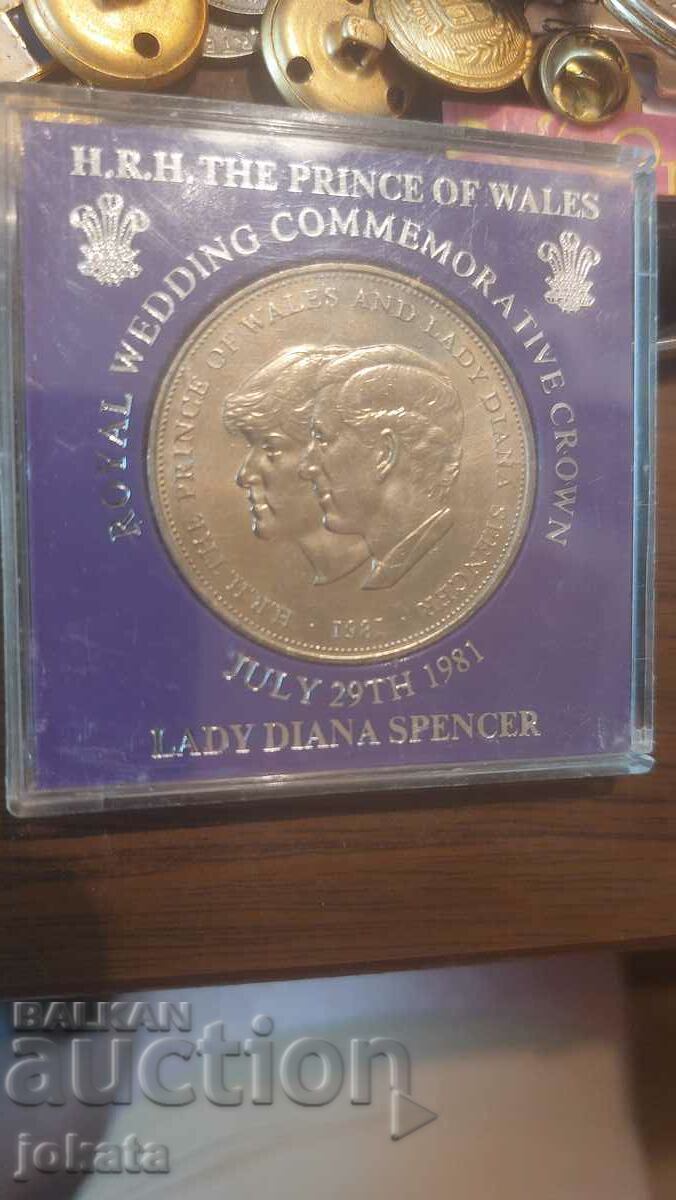 H.R.H. THE PRINCE OF WALES
ROYAL WEDDING COMMEMORATIVE CROWN
H.R.H. THE PRINCE OF WALES AND LADY DIANA SPENCER
· 1981 ·
JULY 29TH 1981
LADY DIANA SPENCER
BALKAN
auction
jokata